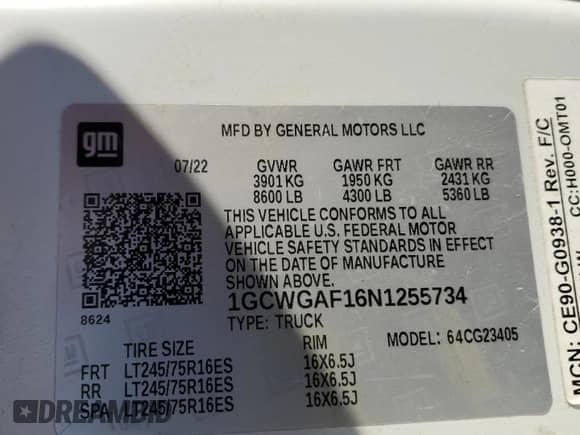 gm
MFD BY GENERAL MOTORS LLC
07/22 GVWR GAWR FRT GAWR RR
3901 KG 1950 KG 2431 KG
8600 LB 4300 LB 5360 LB
THIS VEHICLE CONFORMS TO ALL
APPLICABLE U.S. FEDERAL MOTOR
VEHICLE SAFETY STANDARDS IN EFFECT
ON THE DATE OF MANUFACTURE
SHOWN ABOVE.
1GCWGAF16N1255734
8624
TYPE: TRUCK
MODEL: 64CG23405
TIRE SIZE RIM
FRT LT245/75R16ES 16X6.5J
RR LT245/75R16ES 16X6.5J
SPA LT245/75R16ES 16X6.5J
MCN: CE90-G0938-1 Rev. F/C
CC:H000-OMT01
DREAMBID